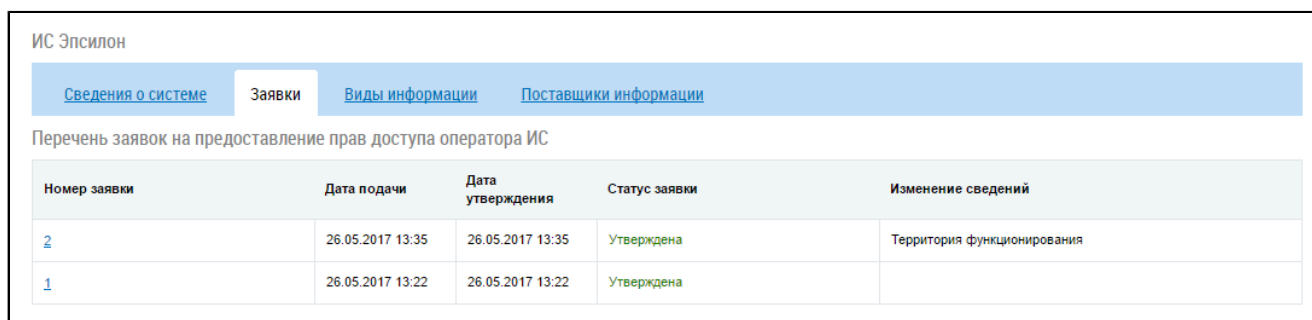 ИС Эпсилон
Сведения о системе Заявки Виды информации Поставщики информации
Перечень заявок на предоставление прав доступа оператора ИС
Номер заявки Дата подачи Дата утверждения Статус заявки Изменение сведений
2 26.05.2017 13:35 26.05.2017 13:35 Утверждена Территория функционирования
1 26.05.2017 13:22 26.05.2017 13:22 Утверждена